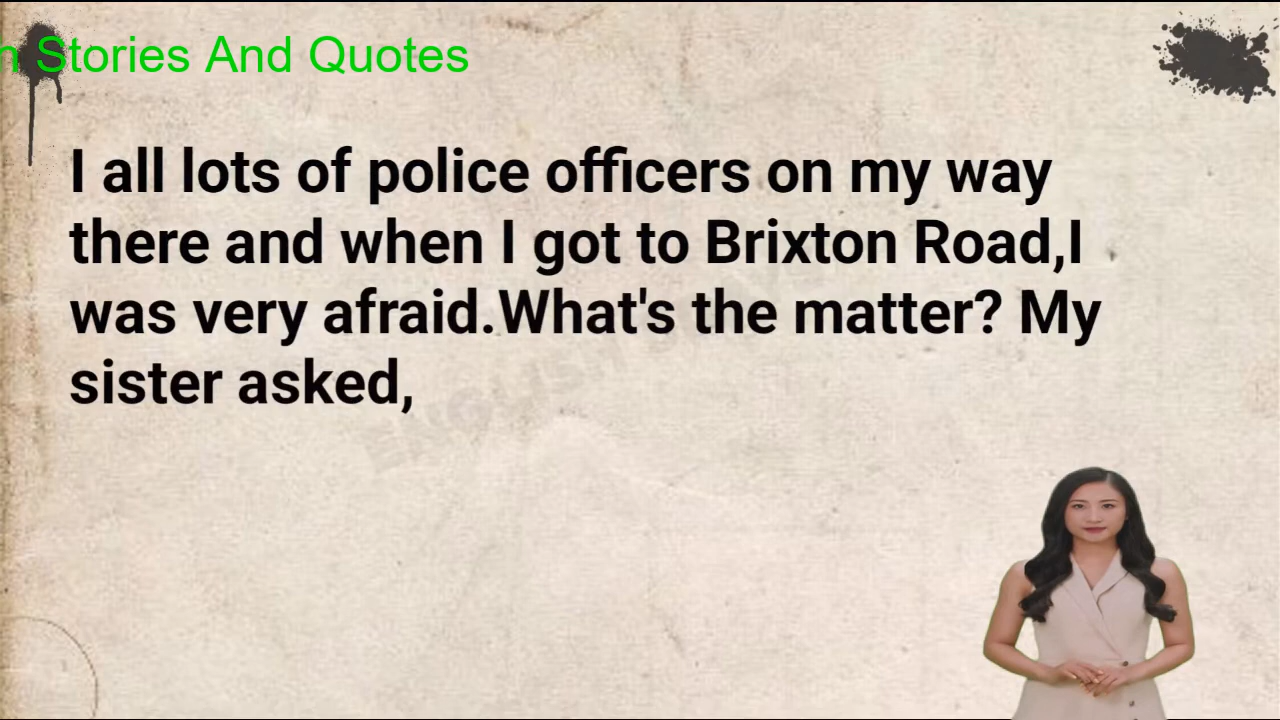 n Stories And Quotes
I all lots of police officers on my way
there and when I got to Brixton Road,I
was very afraid.What's the matter? My
sister asked,